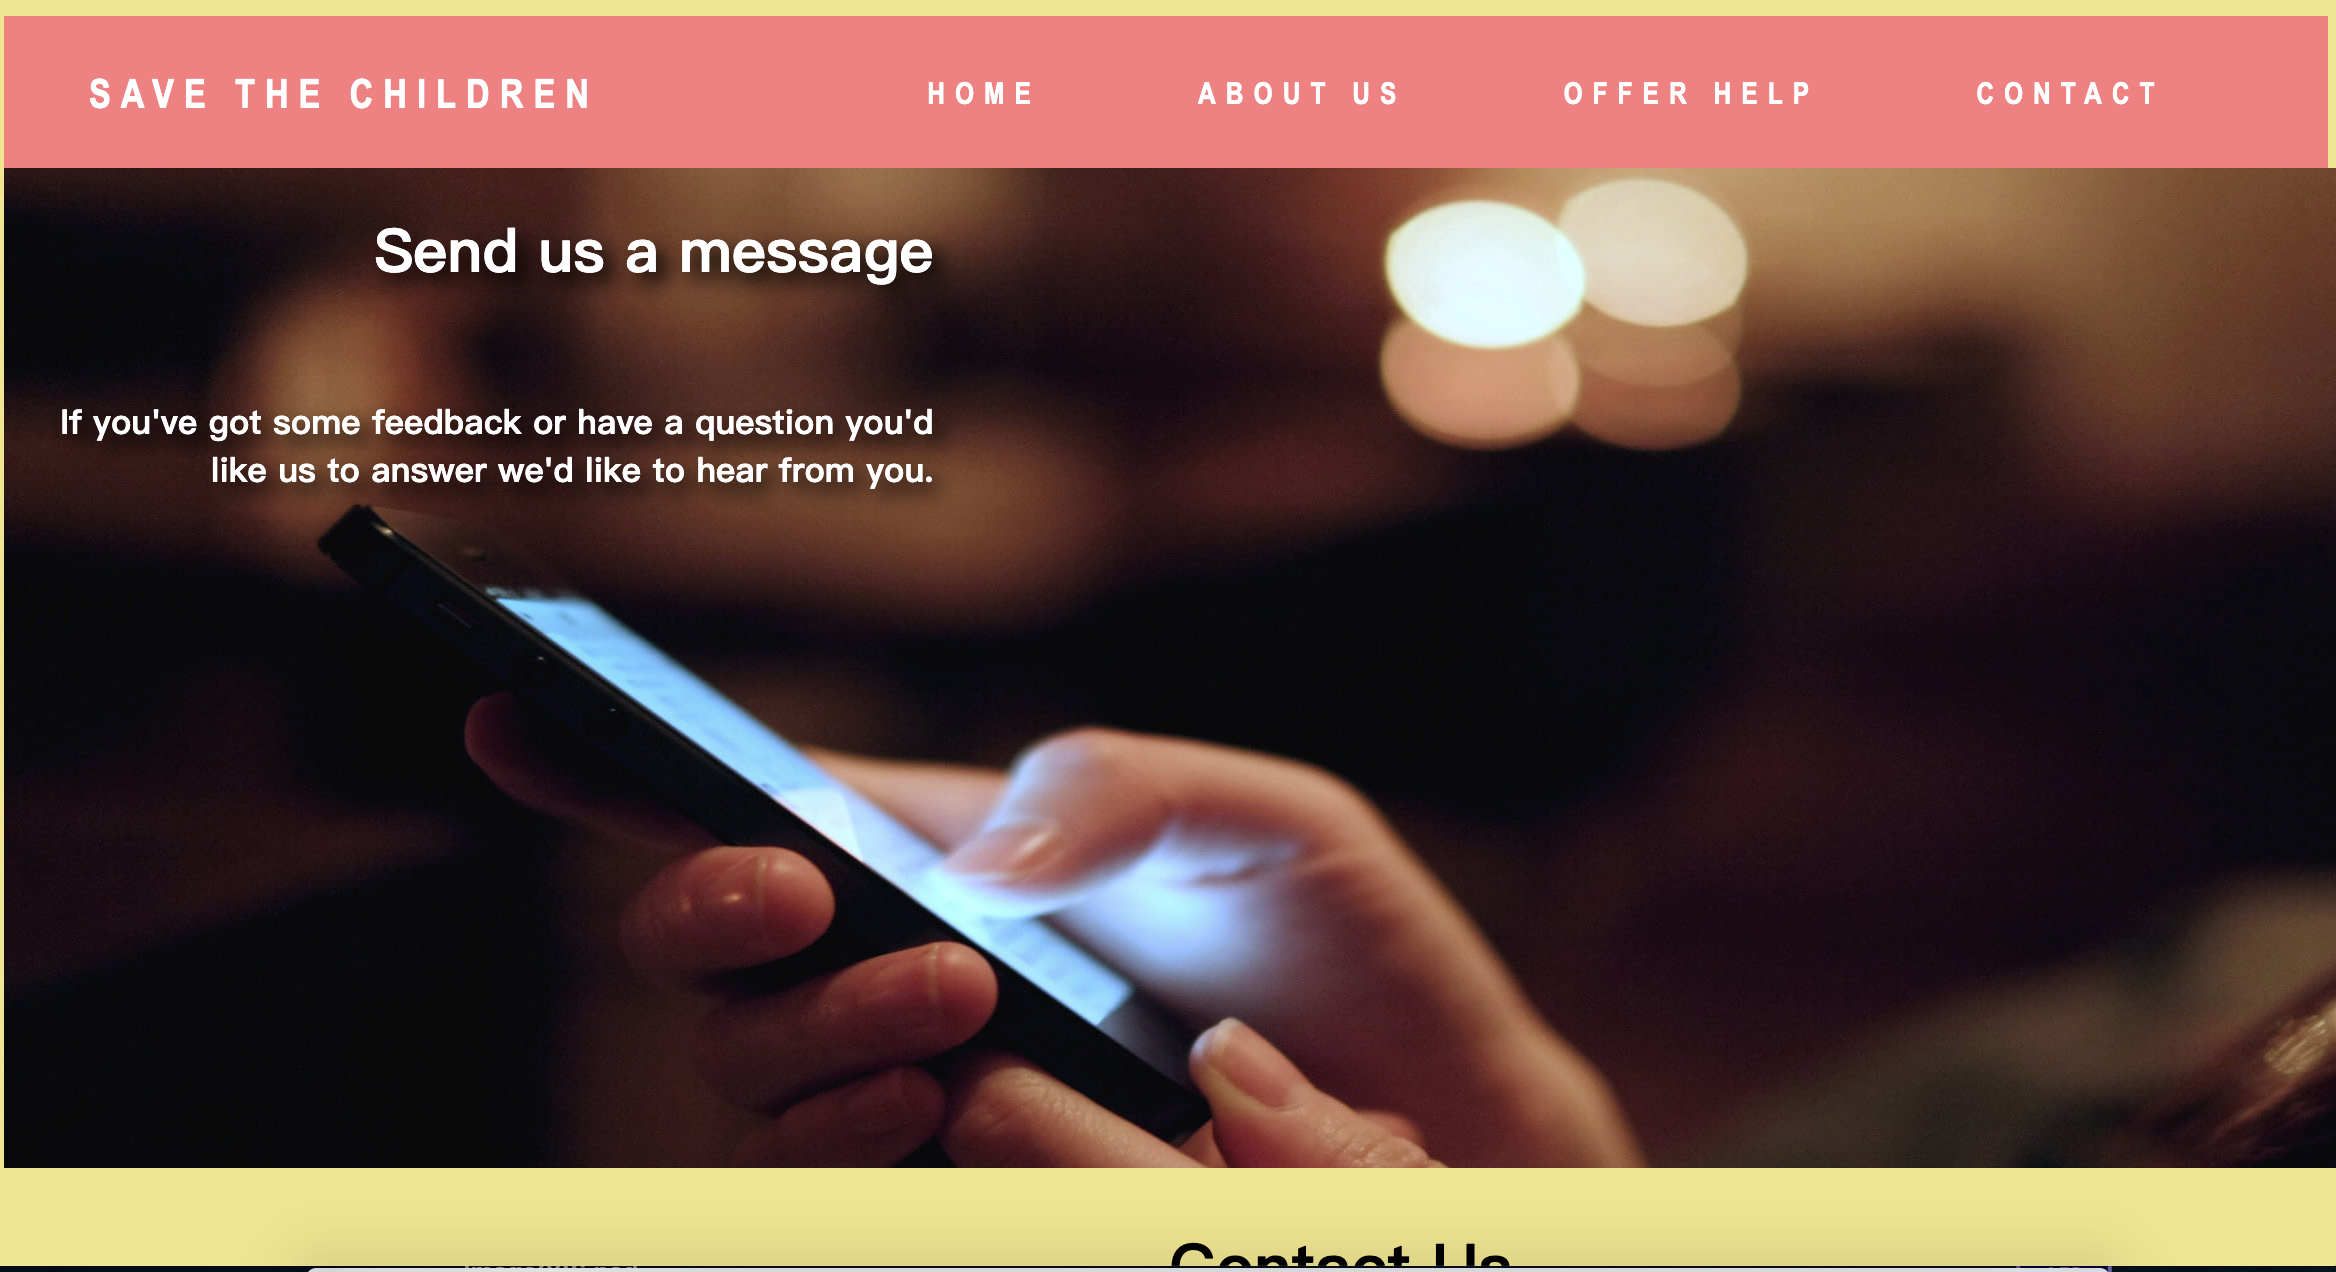 SAVE THE CHILDREN HOME ABOUT US OFFER HELP CONTACT
Send us a message
If you've got some feedback or have a question you'd
like us to answer we'd like to hear from you.
Contact Us